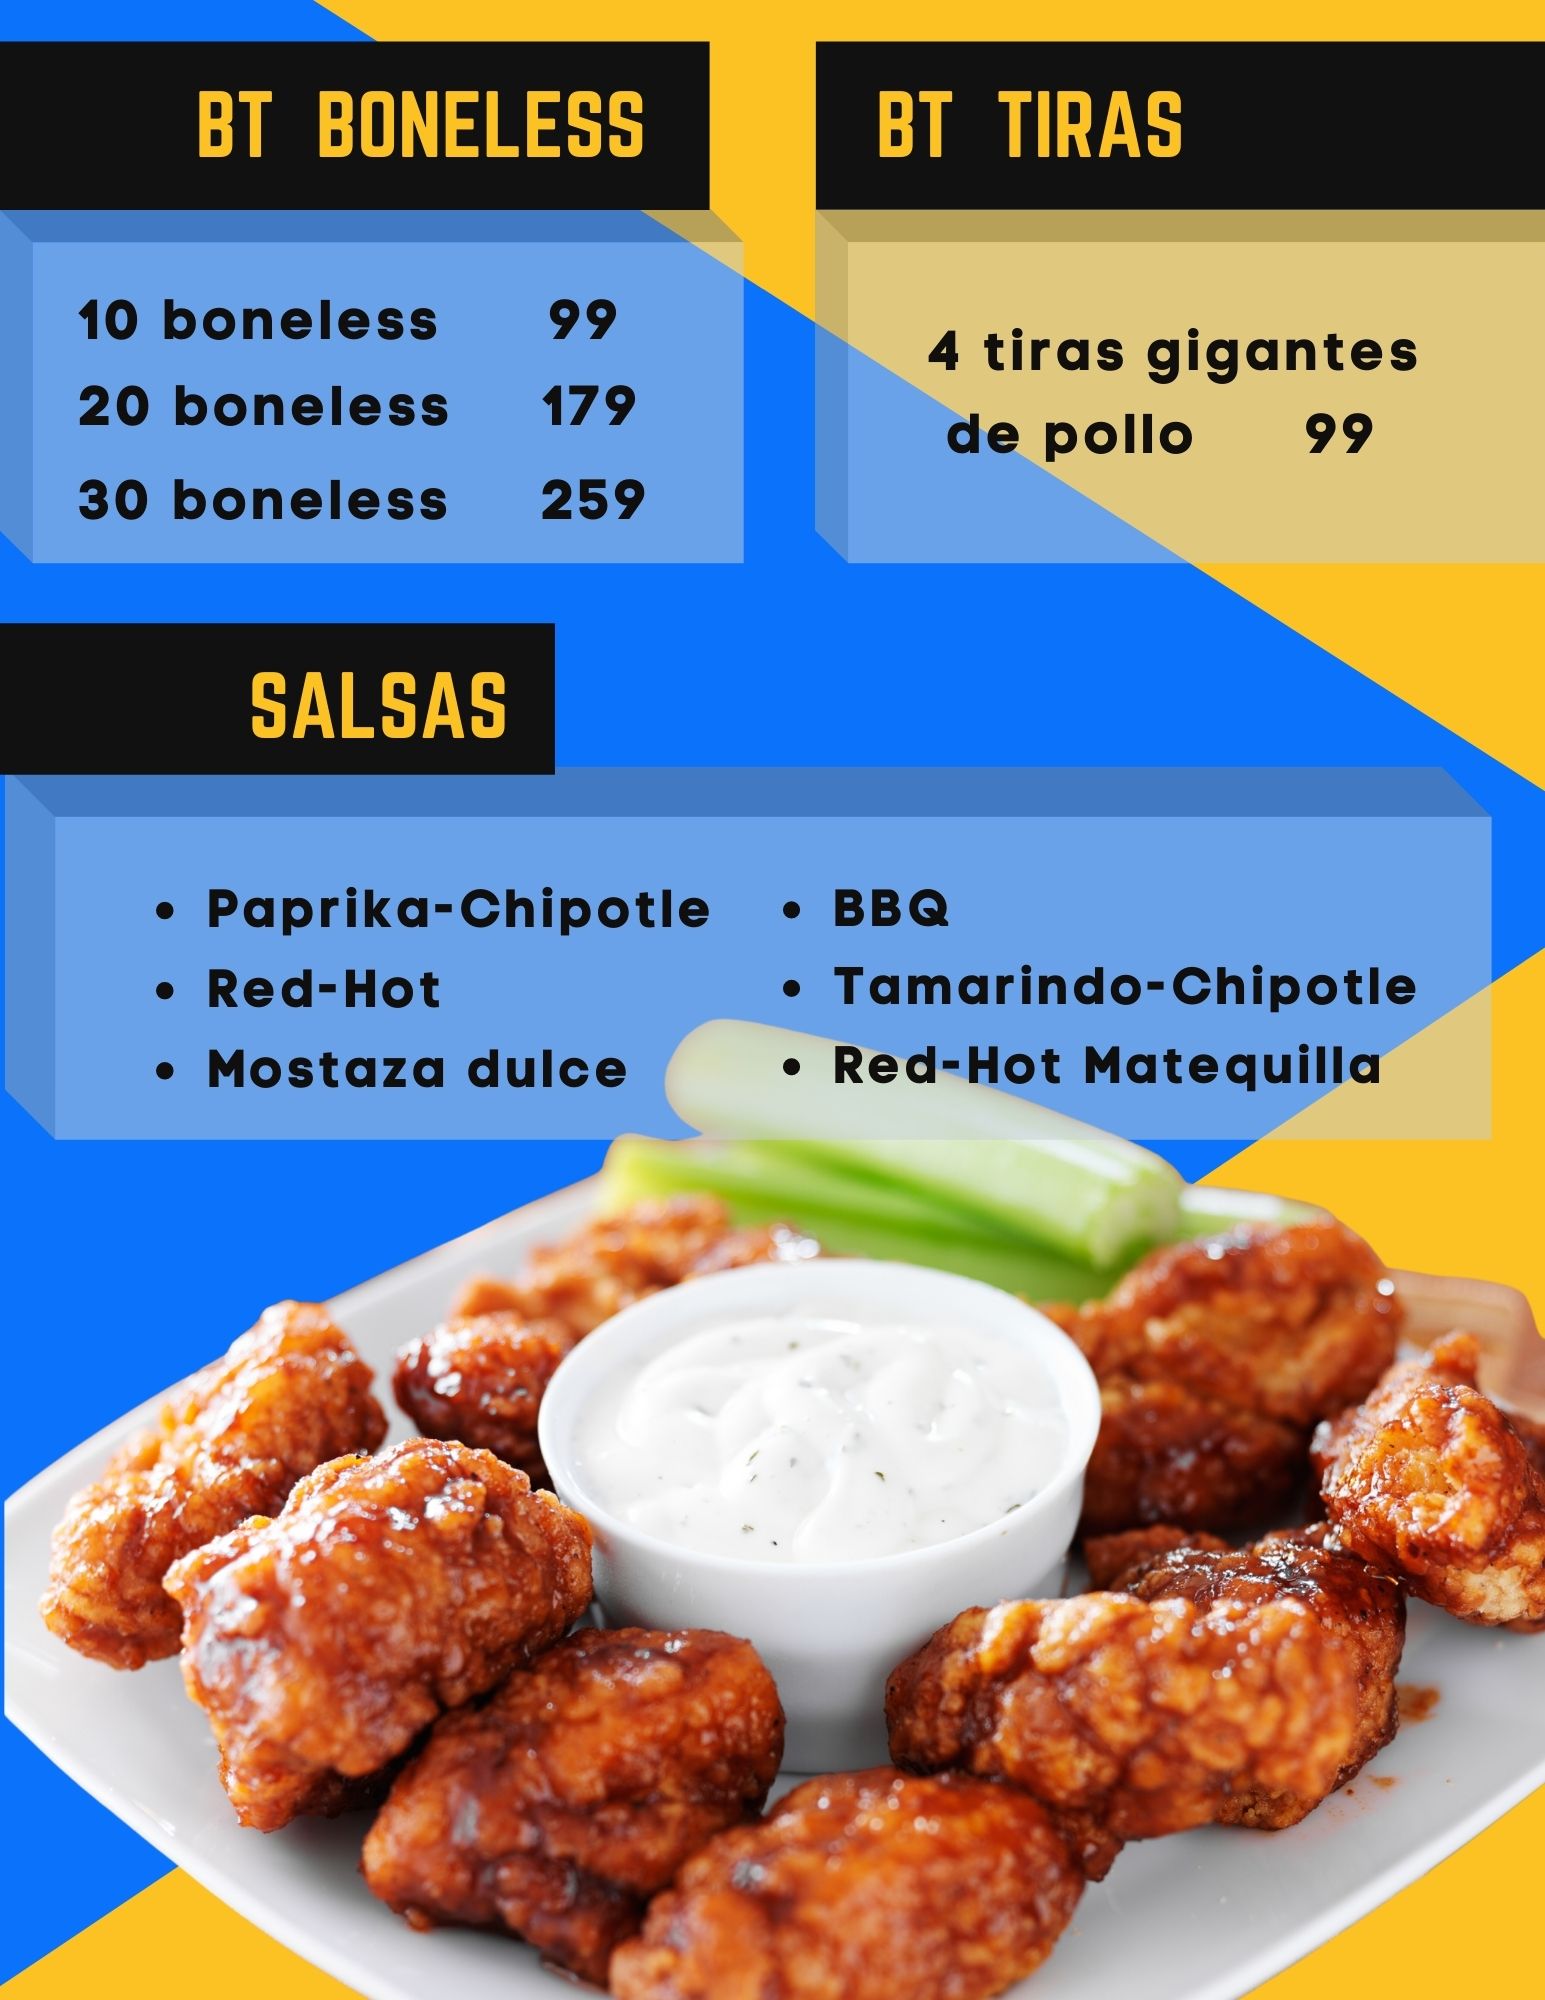 BT BONELESS
10 boneless 99
20 boneless 179
30 boneless 259
BT TIRAS
4 tiras gigantes
de pollo 99
SALSAS
• Paprika-Chipotle
• Red-Hot
• Mostaza dulce
• BBQ
• Tamarindo-Chipotle
• Red-Hot Matequilla